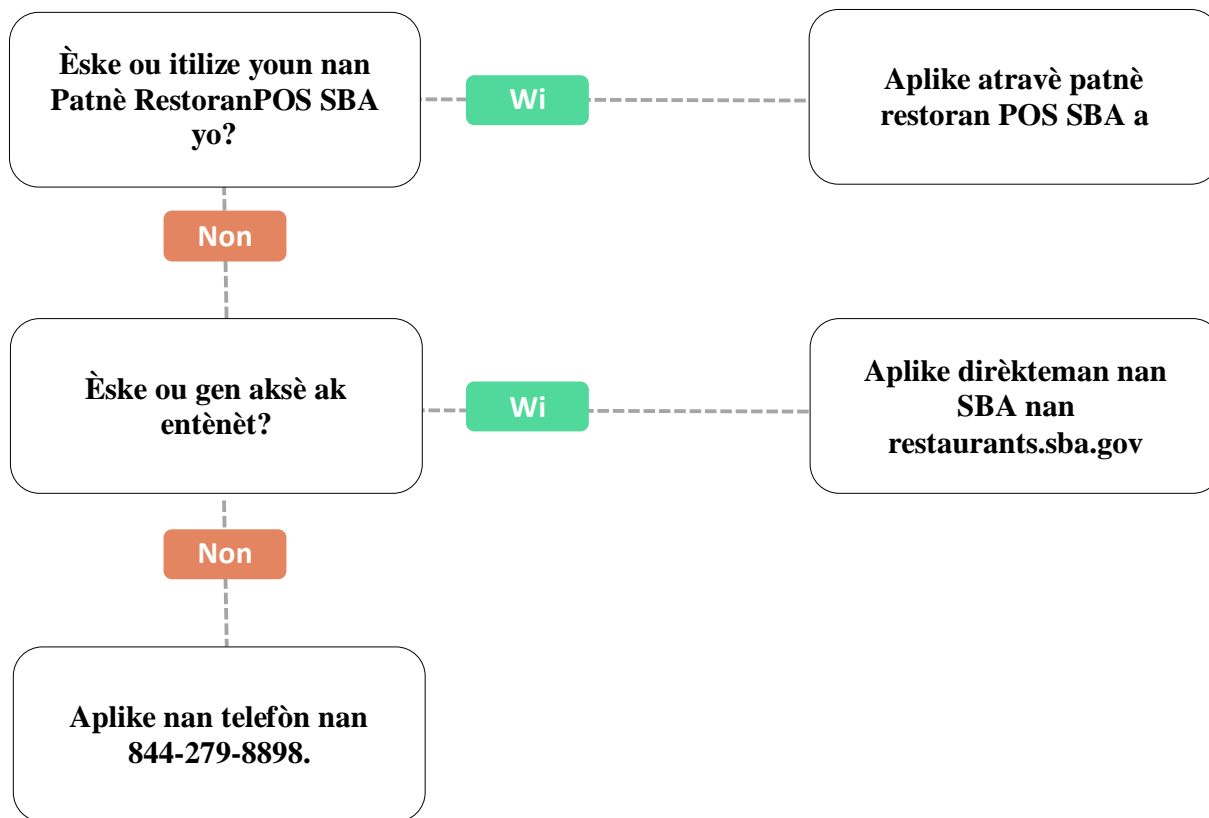 Èske ou itilize youn nan
Patnè RestoranPOS SBA
yo?
Wi
Aplike atravè patnè
restoran POS SBA a
Non
Èske ou gen aksè ak
entènèt?
Wi
Aplike dirèkteman nan
SBA nan
restaurants.sba.gov
Non
Aplike nan telefòn nan
844-279-8898.